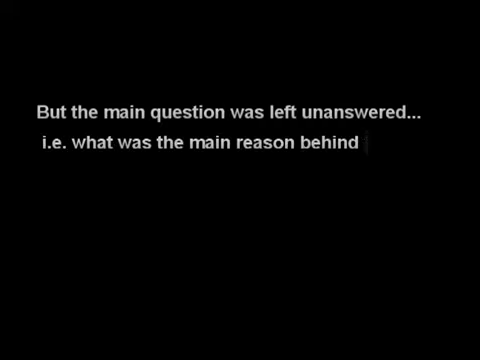 But the main question was left unanswered...
i.e. what was the main reason behind